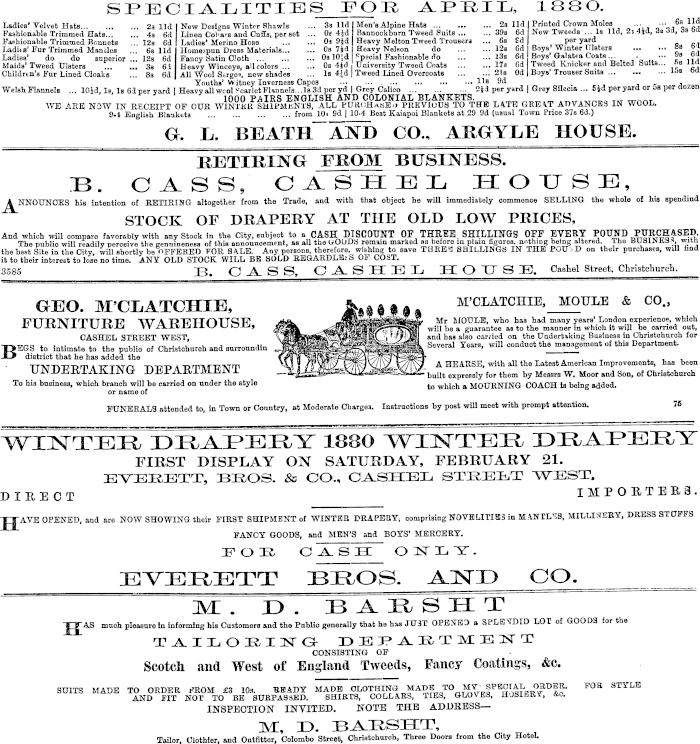 SPECIALITIES FOR APRIL, 1880.
Ladies' Velvet Hats... ... ... 2s 11d
Fashionable Trimmed Hats... ... 4s 6d
Fashionable Trimmed Bonnets ... 12s 6d
Ladies' Fur Trimmed Mantles ... 6s 11d
Ladies' do do superior ... 12s 6d
Maids' Tweed Ulsters ... ... 3s 6d
Children's Fur Lined Cloaks ... 8s 6d
New Designs Winter Shawls ... 3s 11d
Linen Collars and Cuffs, per set ... 0s 4½d
Ladies' Merino Hose ... ... 0s 9½d
Homespun Dress Materials... ... 0s 7½d
Fancy Satin Cloth ... ... 0s 10½d
Heavy Winceys, all colors ... ... 0s 4½d
All Wool Serges, new shades ... 1s 4½d
Men's Alpine Hats ... ... ... 2s 11d
Bannockburn Tweed Suits ... ... 39s 6d
Heavy Melton Tweed Trousers ... 6s 9d
Heavy Nelson do ... 12s 6d
Special Fashionable do ... 13s 6d
University Tweed Coats ... 17s 6d
Tweed Lined Overcoats ... 21s 0d
Printed Crown Moles ... ... 6s 11d
New Tweeds ... 1s 11d, 2s 4½d, 2s 3d, 3s 6d
per yard
Boys' Winter Ulsters ... ... 8s 6d
Boys' Galatea Coats... ... ... 9s 6d
Tweed Knicker and Belted Suits... 5s 11d
Boys' Trouser Suits ... ... 15s 6d
Youths' Witney Inverness Capes ... ... ... 11s 9d
Welsh Flannels ... 10½d, 1s, 1s 6d per yard | Heavy all wool Scarlet Flannels...1s 3d per yd | Grey Calico ... ... 2½d per yard | Grey Silecia ... 5½d per yard or 5s per dozen
1000 PAIRS ENGLISH AND COLONIAL BLANKETS.
WE ARE NOW IN RECEIPT OF OUR WINTER SHIPMENTS, ALL PURCHASED PREVIOUS TO THE LATE GREAT ADVANCES IN WOOL.
9-4 English Blankets ... ... ... ... from 10s 9d | 10-4 Best Kaiapoi Blankets at 29 9d (usual Town Price 37s 6d.)
G. L. BEATH AND CO., ARGYLE HOUSE.
RETIRING FROM BUSINESS.
B. CASS, CASHEL HOUSE,
ANNOUNCES his intention of RETIRING altogether from the Trade, and with that object he will immediately commence SELLING the whole of his spendind
STOCK OF DRAPERY AT THE OLD LOW PRICES,
And which will compare favorably with any Stock in the City, subject to a CASH DISCOUNT OF THREE SHILLINGS OFF EVERY POUND PURCHASED.
The public will readily perceive the genuineness of this announcement, as all the GOODS remain marked as before in plain figures, nothing being altered. The BUSINESS, with
the best Site in the City, will shortly be OFFERED FOR SALE. Any persons, therefore, wishing to save THREE SHILLINGS IN THE POUND on their purchases, will find
it to their interest to lose no time. ANY OLD STOCK WILL BE SOLD REGARDLESS OF COST.
3585 B. CASS, CASHEL HOUSE, Cashel Street, Christchurch.
GEO. M'CLATCHIE,
FURNITURE WAREHOUSE,
CASHEL STREET WEST,
BEGS to intimate to the public of Christchurch and surroundin
district that he has added the
UNDERTAKING DEPARTMENT
To his business, which branch will be carried on under the style
or name of
M'CLATCHIE, MOULE & CO.,
Mr MOULE, who has had many years' London experience, which
will be a guarantee as to the manner in which it will be carried out,
and has also carried on the Undertaking Business in Christchurch for
Several Years, will conduct the management of this Department.
A HEARSE, with all the Latest American Improvements, has been
built expressly for them by Messrs W. Moor and Son, of Christchurch
to which a MOURNING COACH is being added.
FUNERALS attended to, in Town or Country, at Moderate Charges. Instructions by post will meet with prompt attention. 75
WINTER DRAPERY 1880 WINTER DRAPERY
FIRST DISPLAY ON SATURDAY, FEBRUARY 21.
EVERETT, BROS. & CO., CASHEL STREET WEST.
DIRECT IMPORTERS.
HAVE OPENED, and are NOW SHOWING their FIRST SHIPMENT of WINTER DRAPERY, comprising NOVELITIES in MANTLES, MILLINERY, DRESS STUFFS
FANCY GOODS, and MEN'S and BOYS' MERCERY.
FOR CASH ONLY.
EVERETT BROS. AND CO.
M. D. BARSHT
HAS much pleasure in informing his Customers and the Public generally that he has JUST OPENED a SPLENDID LOT of GOODS for the
TAILORING DEPARTMENT
CONSISTING OF
Scotch and West of England Tweeds, Fancy Coatings, &c.
SUITS MADE TO ORDER FROM £3 10s. READY MADE CLOTHING MADE TO MY SPECIAL ORDER. FOR STYLE
AND FIT NOT TO BE SURPASSED. SHIRTS, COLLARS, TIES, GLOVES, HOSIERY, &c.
INSPECTION INVITED. NOTE THE ADDRESS—
M. D. BARSHT,
Tailor, Clothier, and Outfitter, Colombo Street, Christchurch, Three Doors from the City Hotel.